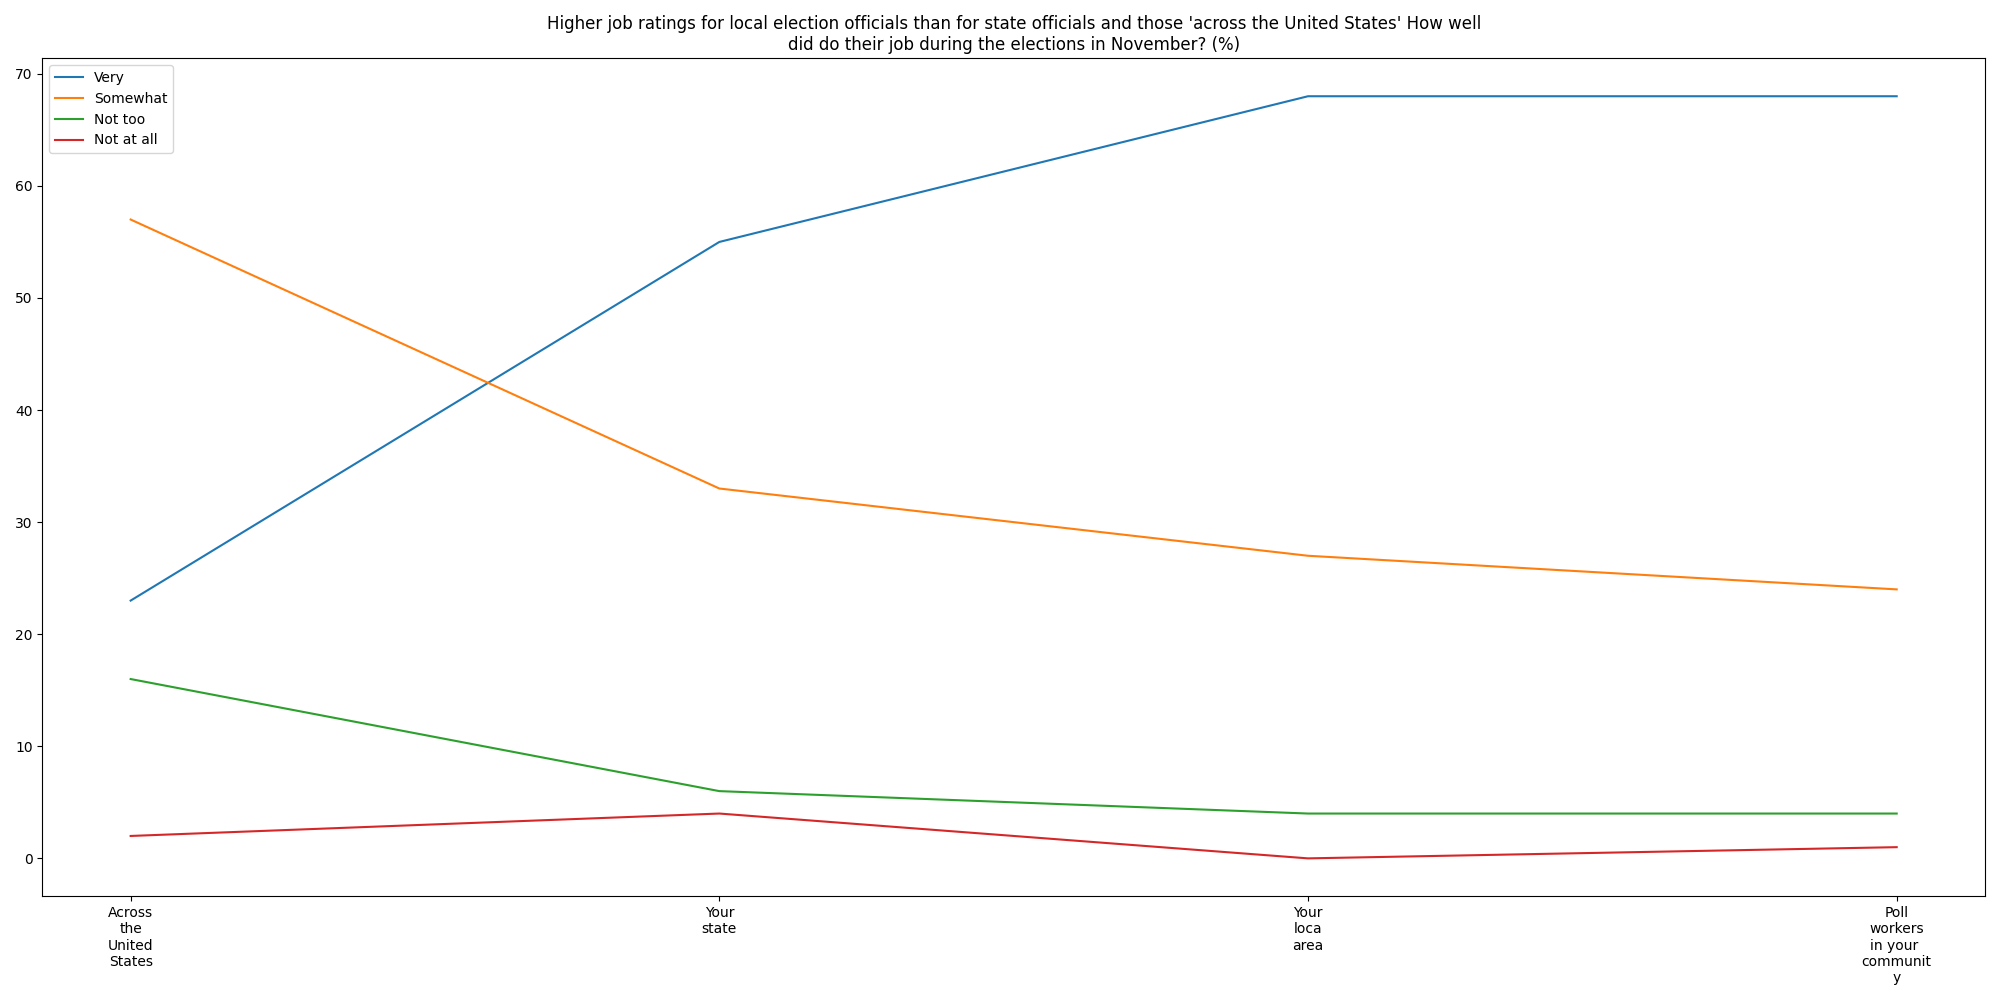 Higher job ratings for local election officials than for state officials and those 'across the United States' How well
did do their job during the elections in November? (%)
Very
Somewhat
Not too
Not at all
70
60
50
40
30
20
10
0
Across
the
United
States
Your
state
Your
loca
area
Poll
workers
in your
communit
y